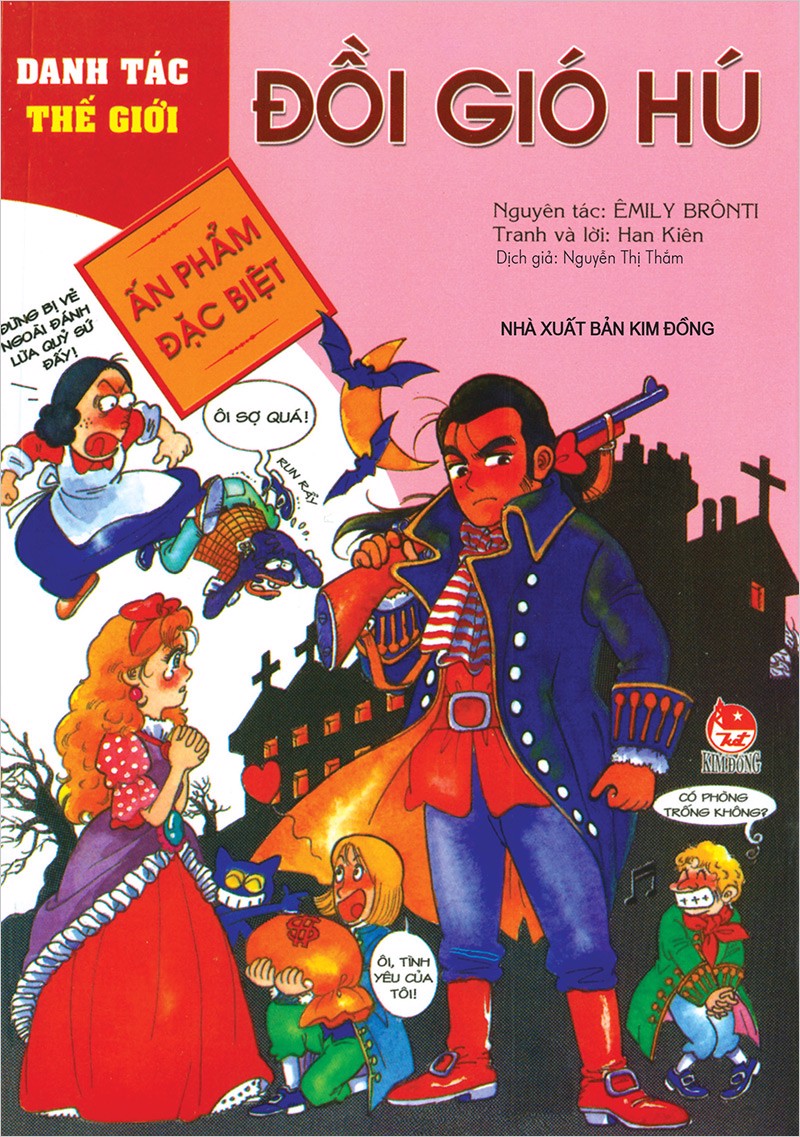 DANH TÁC
THẾ GIỚI
ĐỒI GIÓ HÚ
Nguyên tác: ÊMILY BRÔNTI
Tranh và lời: Han Kiên
Dịch giả: Nguyễn Thị Thắm
NHÀ XUẤT BẢN KIM ĐỒNG
ẤN PHẨM
ĐẶC BIỆT
ĐỪNG BỊ VẺ
NGOÀI ĐÁNH
LỪA QUỶ SỨ
ĐẤY!
ÔI SỢ QUÁ!
RUN RẨY
KIM ĐỒNG
CÓ PHÒNG
TRỐNG KHÔNG?
ÔI, TÌNH
YÊU CỦA
TÔI!